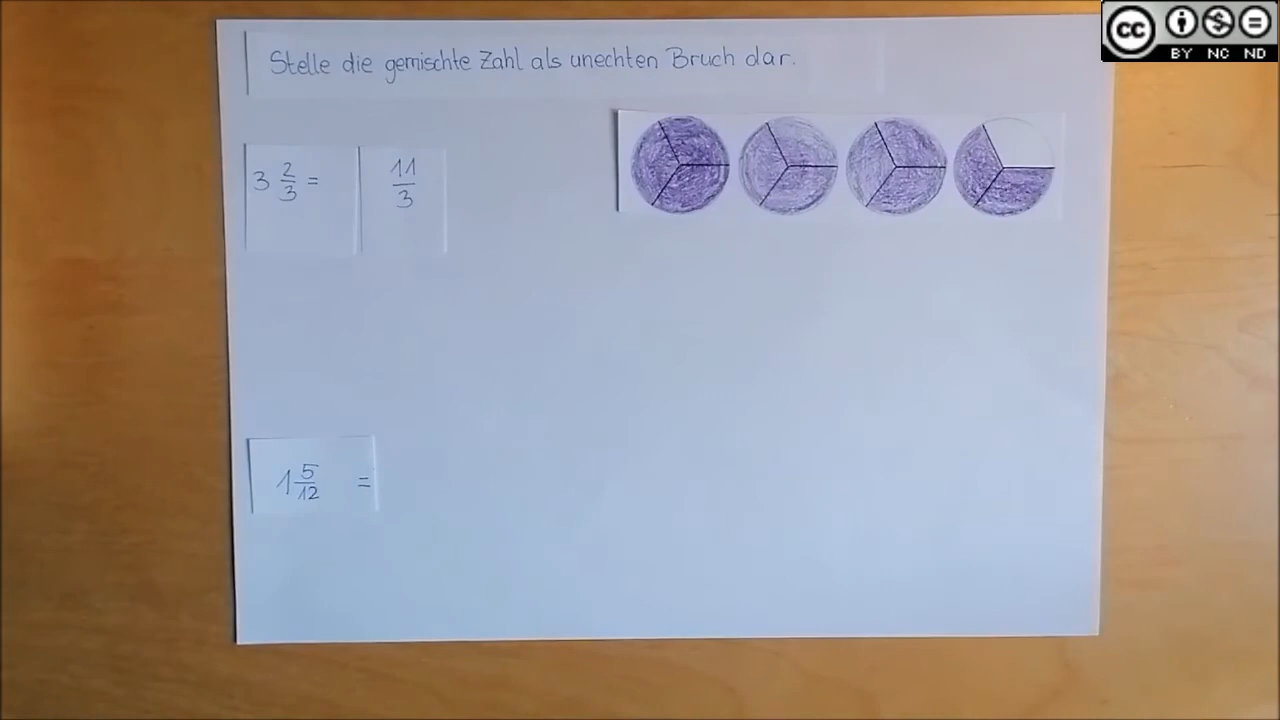 Stelle die gemischte Zahl als unechten Bruch dar.
3 2/3 = 11/3
1 5/12 =
cc BY NC ND